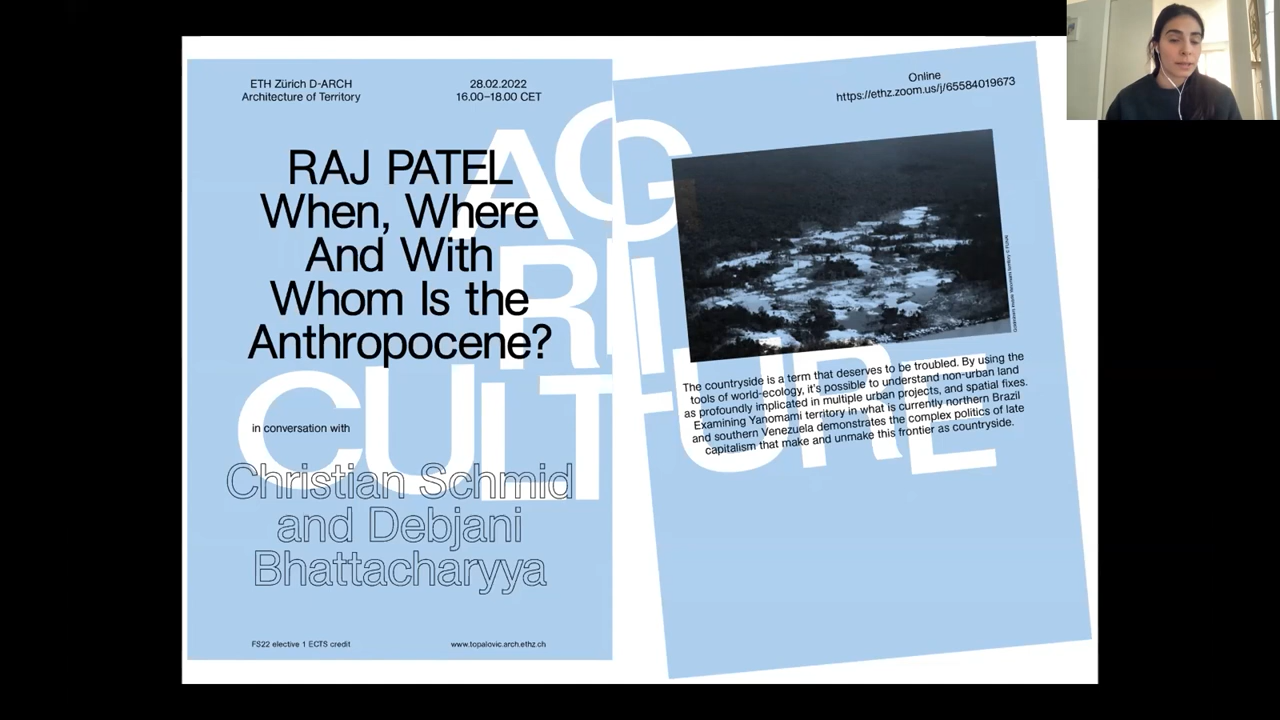 ETH Zürich D-ARCH
Architecture of Territory
28.02.2022
16.00–18.00 CET
RAJ PATEL
When, Where
And With
Whom Is the
Anthropocene?
in conversation with
Christian Schmid
and Debjani
Bhattacharyya
FS22 elective 1 ECTS credit
www.topalovic.arch.ethz.ch
AG
RI
CULTURE
Online
https://ethz.zoom.us/j/65584019673
The countryside is a term that deserves to be troubled. By using the
tools of world-ecology, it's possible to understand non-urban land
as profoundly implicated in multiple urban projects, and spatial fixes.
Examining Yanomami territory in what is currently northern Brazil
and southern Venezuela demonstrates the complex politics of late
capitalism that make and unmake this frontier as countryside.